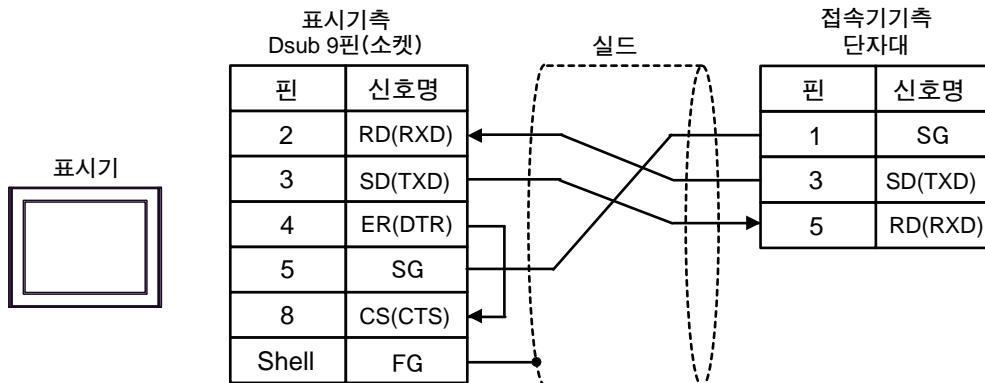 표시기
표시기측
Dsub 9핀(소켓)
핀 신호명
2 RD(RXD)
3 SD(TXD)
4 ER(DTR)
5 SG
8 CS(CTS)
Shell FG
실드
접속기기측
단자대
핀 신호명
1 SG
3 SD(TXD)
5 RD(RXD)